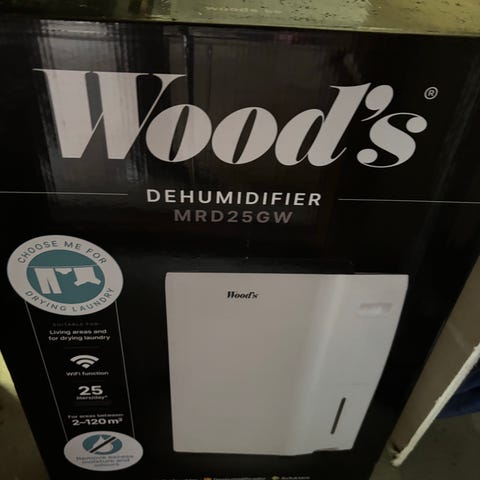 Wood's®
DEHUMIDIFIER
MRD25GW
CHOOSE ME FOR
DRYING LAUNDRY
Wood's
SUITABLE FOR:
Living areas and
for drying laundry
WiFi function
25
liters/day*
For areas between
2–120 m²
Remove excess
moisture and
odours